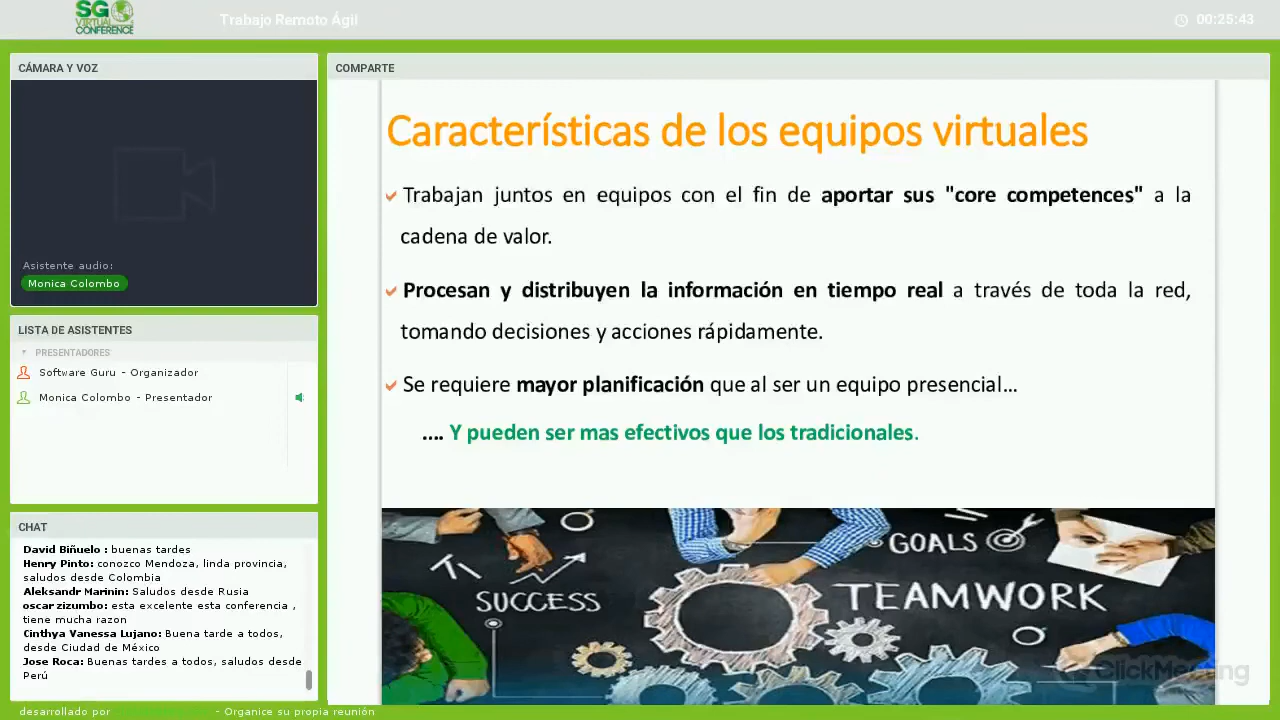 SG
VIRTUAL
CONFERENCE
Trabajo Remoto Ágil
00:25:43
CÁMARA Y VOZ
Asistente audio:
Monica Colombo
LISTA DE ASISTENTES
PRESENTADORES
Software Guru - Organizador
Monica Colombo - Presentador
CHAT
David Biñuelo : buenas tardes
Henry Pinto: conozco Mendoza, linda provincia,
saludos desde Colombia
Aleksandr Marinin: Saludos desde Rusia
oscar zizumbo: esta excelente esta conferencia ,
tiene mucha razon
Cinthya Vanessa Lujano: Buena tarde a todos,
desde Ciudad de México
Jose Roca: Buenas tardes a todos, saludos desde
Perú
desarrollado por - Organice su propia reunión
COMPARTE
Características de los equipos virtuales
Trabajan juntos en equipos con el fin de aportar sus "core competences" a la
cadena de valor.
Procesan y distribuyen la información en tiempo real a través de toda la red,
tomando decisiones y acciones rápidamente.
Se requiere mayor planificación que al ser un equipo presencial...
.... Y pueden ser mas efectivos que los tradicionales.
GOALS
SUCCESS
TEAMWORK
ClickMeeting